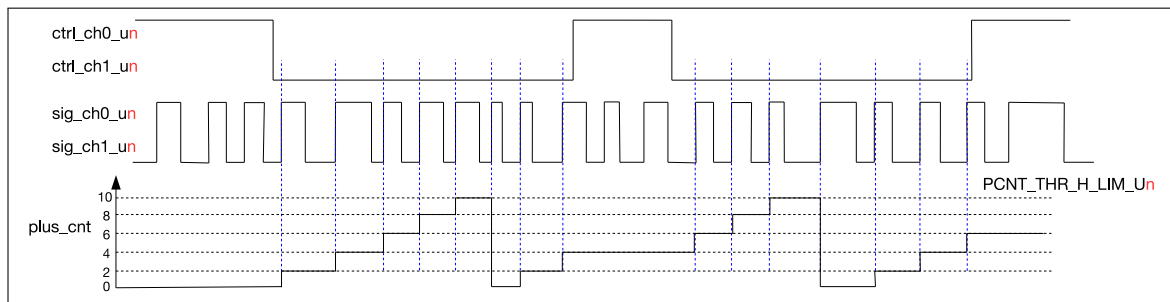 ctrl_ch0_un
ctrl_ch1_un
sig_ch0_un
sig_ch1_un
PCNT_THR_H_LIM_Un
plus_cnt
10
8
6
4
2
0